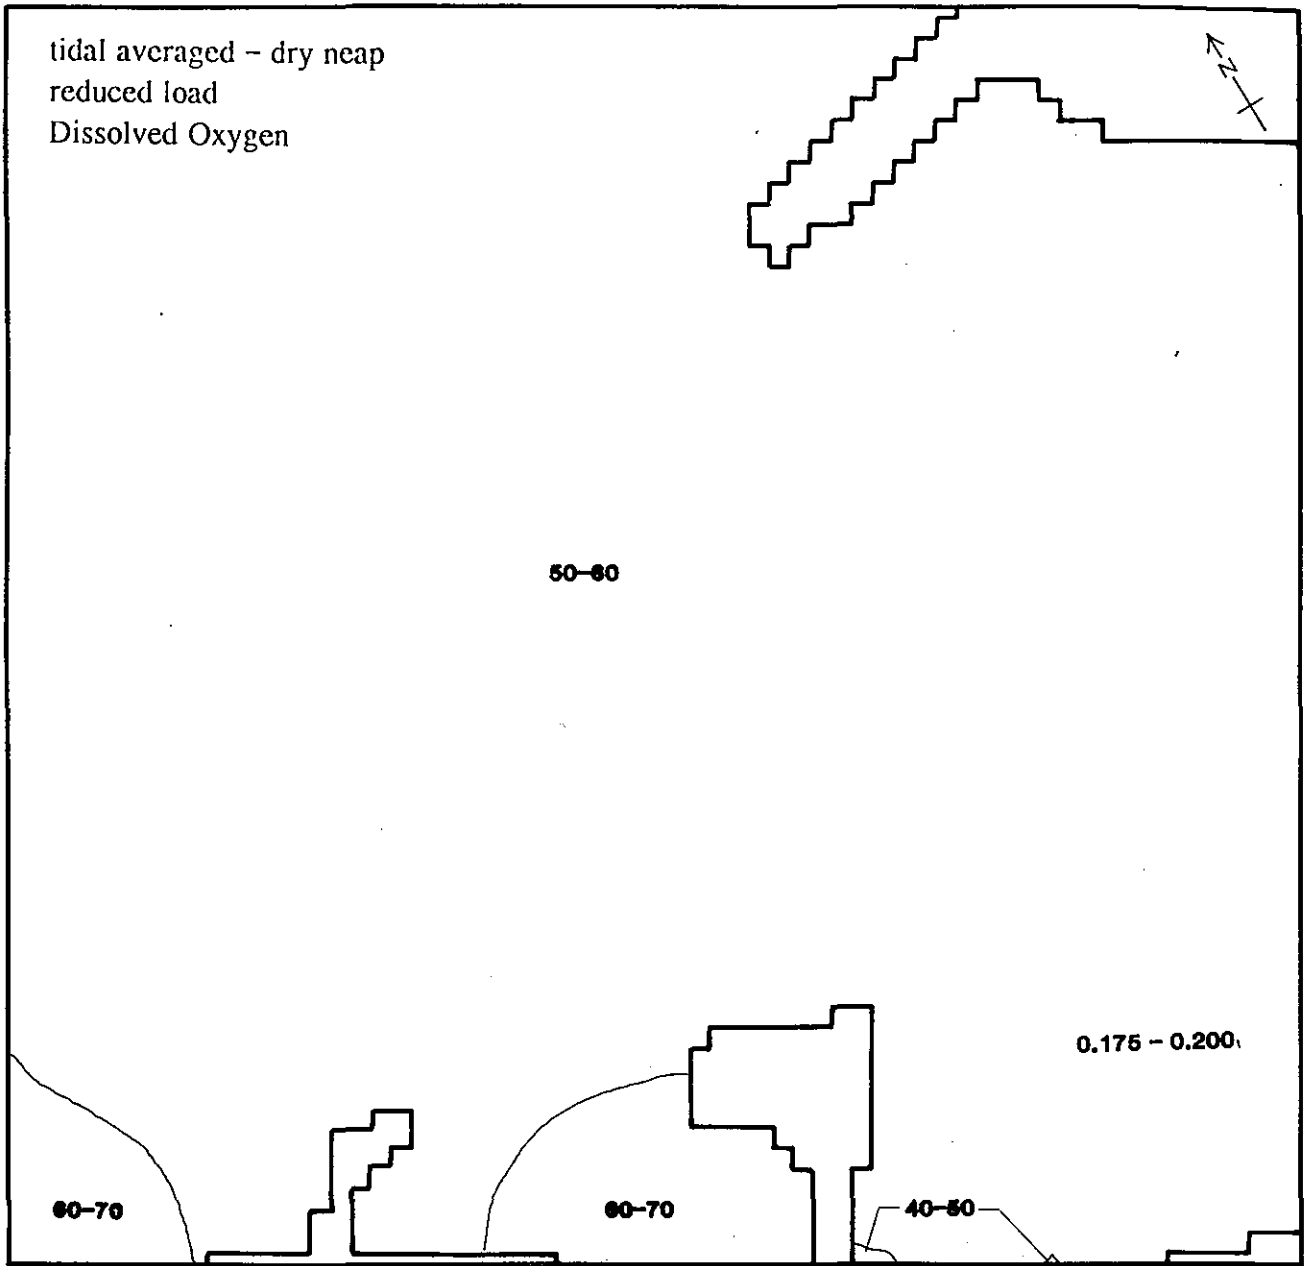 tidal averaged - dry neap
reduced load
Dissolved Oxygen
N
50-60
0.175 - 0.200
60-70
60-70
40-50